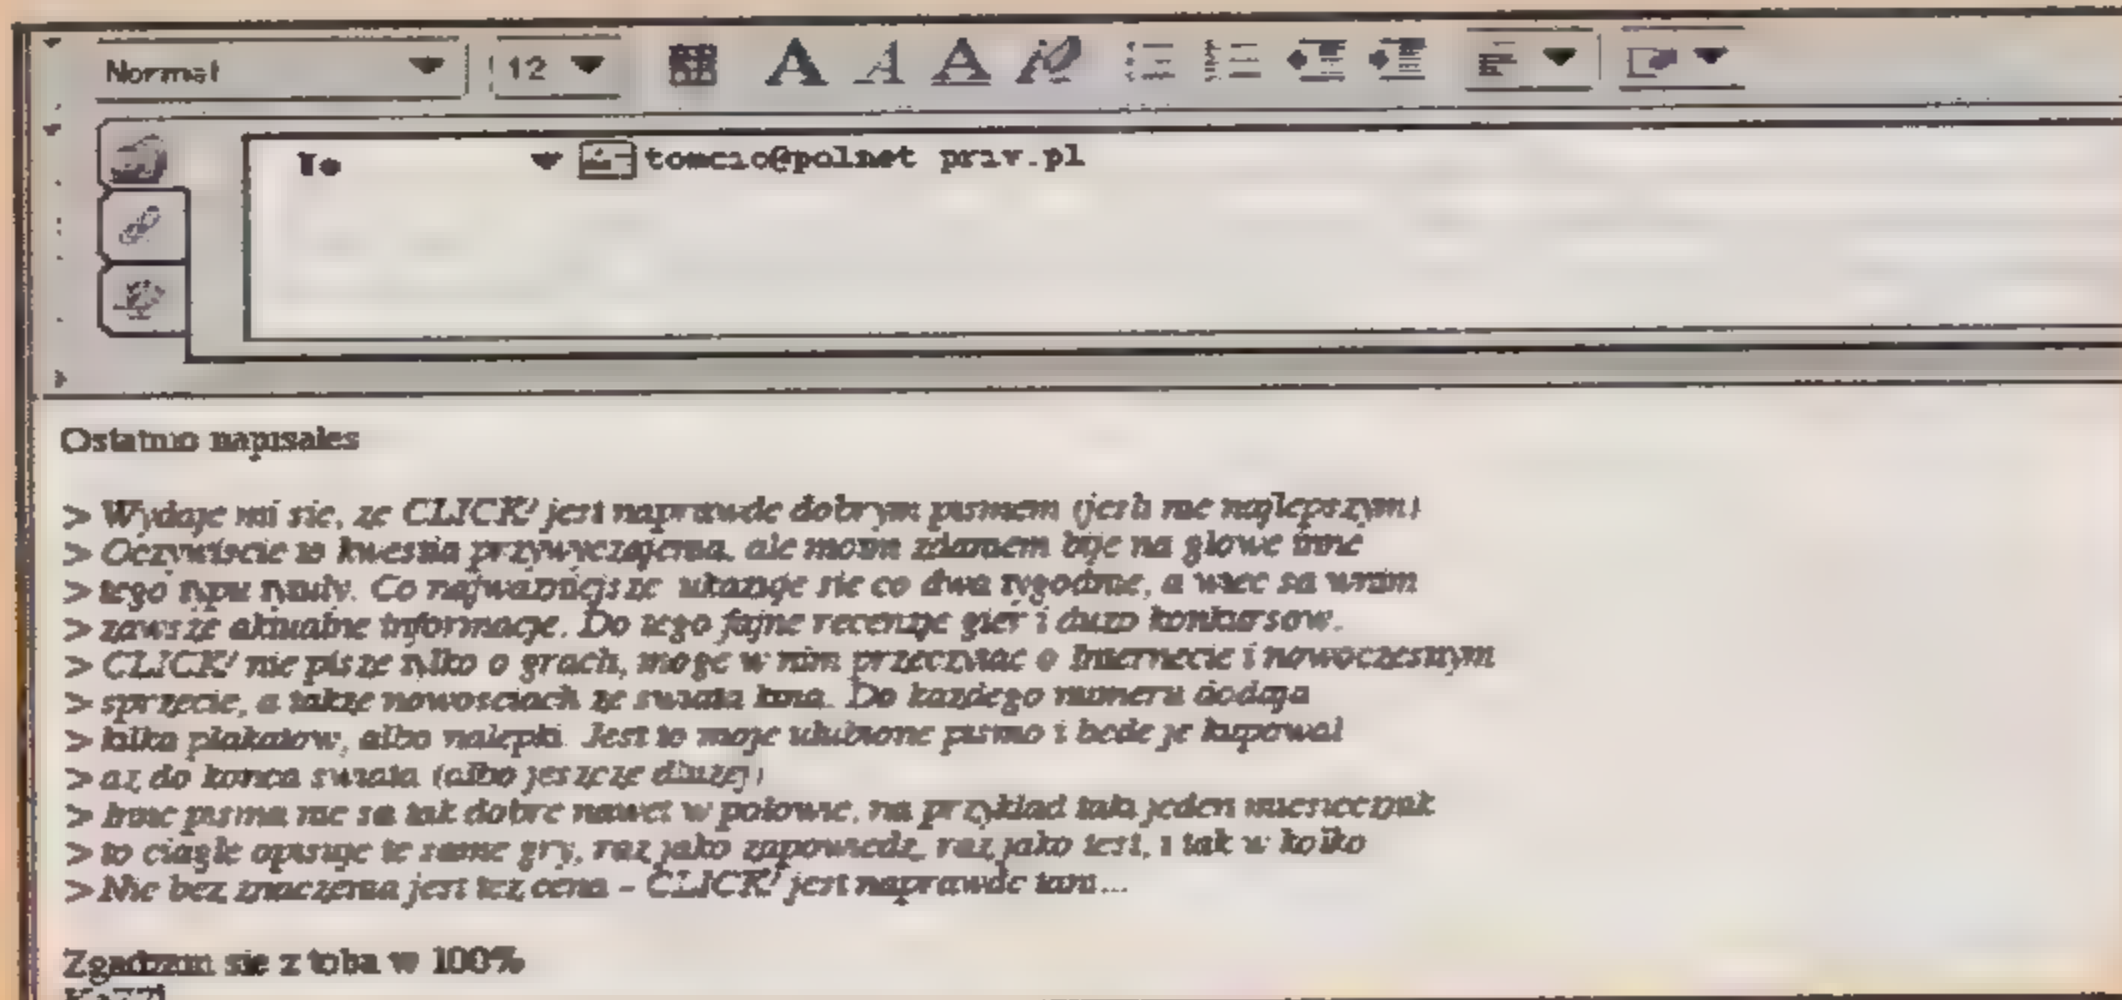 Normal 12
To tomcio@polnet priv.pl
Ostatnio napisales
> Wydaje mi sie, ze CLICK! jest naprawde dobrym pismem (jesli nie najlepszym)
> Oczywiscie to kwestia przyzwyczajenia, ale moim zdaniem bije na glowe inne
> tego typu tytuly. Co najwazniejsze ukazuje sie co dwa tygodnie, a wiec sa w nim
> zawsze aktualne informacje. Do tego fajne recenzje gier i duzo konkursow.
> CLICK! nie pisze tylko o grach, moge w nim przeczytac o Internecie i nowoczesnym
> sprzecie, a takze nowosciach ze swiata kina. Do kazdego numeru dodaja
> kilka plakatow, albo nalepki. Jest to moje ulubione pismo i bede je kupowal
> az do konca swiata (albo jeszcze dluzej)
> Inne pisma nie sa tak dobre nawet w polowie, na przyklad taki jeden miesiecznik
> to ciagle opisuje te same gry, raz jako zapowiedz, raz jako test, i tak w kolko
> Nie bez znaczenia jest tez cena - CLICK! jest naprawde tani...
Zgadzam sie z toba w 100%